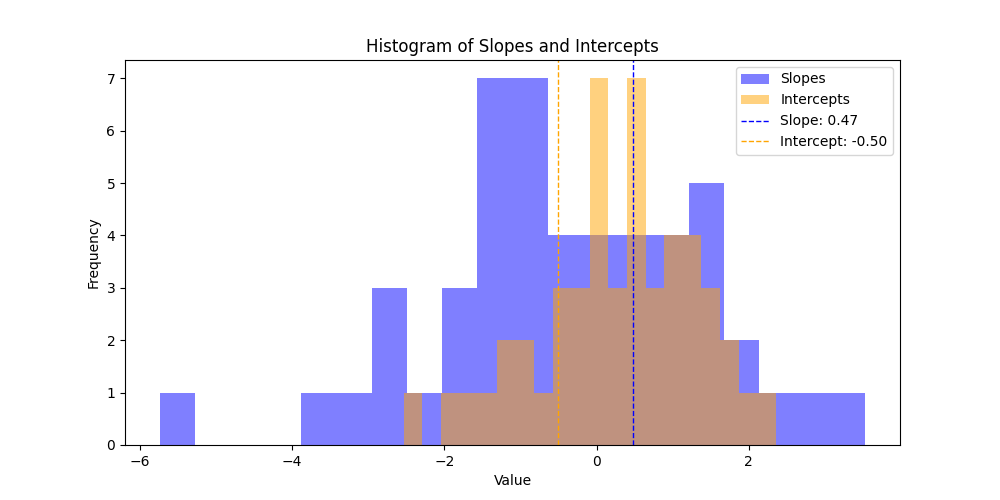 Histogram of Slopes and Intercepts
7
6
5
4
3
2
1
0
Frequency
−6
−4
−2
0
2
Value
Slopes
Intercepts
Slope: 0.47
Intercept: -0.50